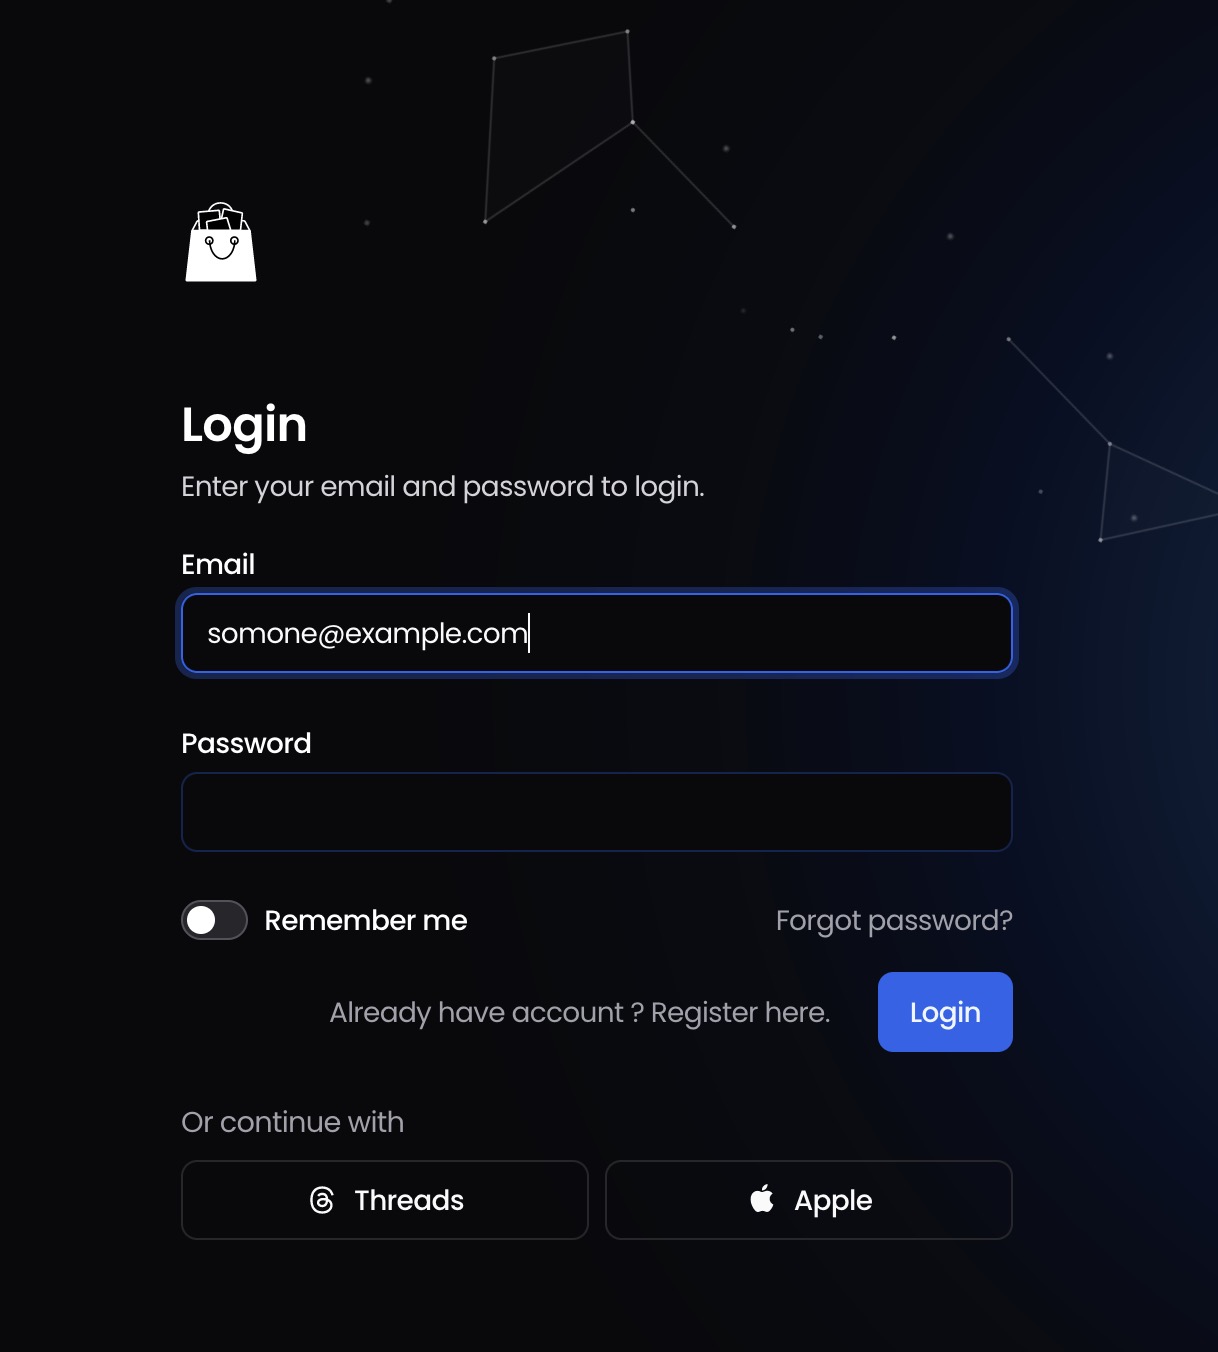 Login
Enter your email and password to login.
Email
somone@example.com
Password
Remember me
Forgot password?
Already have account ? Register here.
Login
Or continue with
Threads
Apple